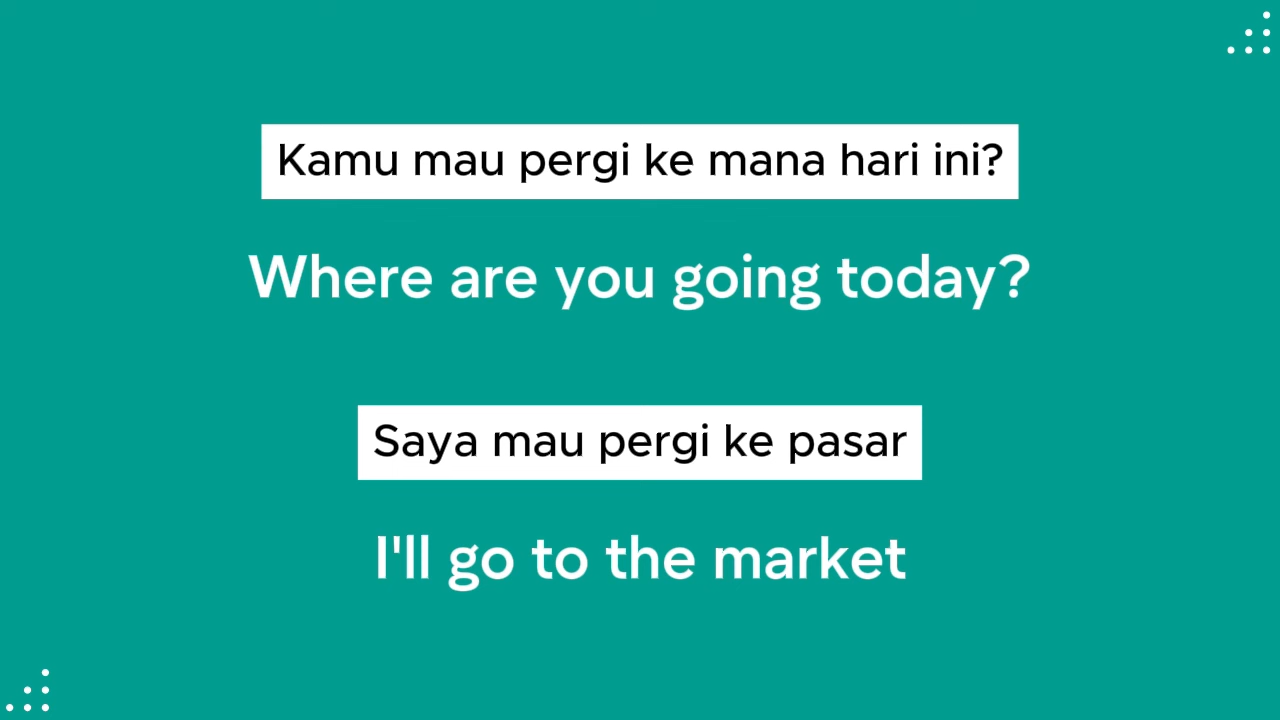 Kamu mau pergi ke mana hari ini?
Where are you going today?
Saya mau pergi ke pasar
I'll go to the market